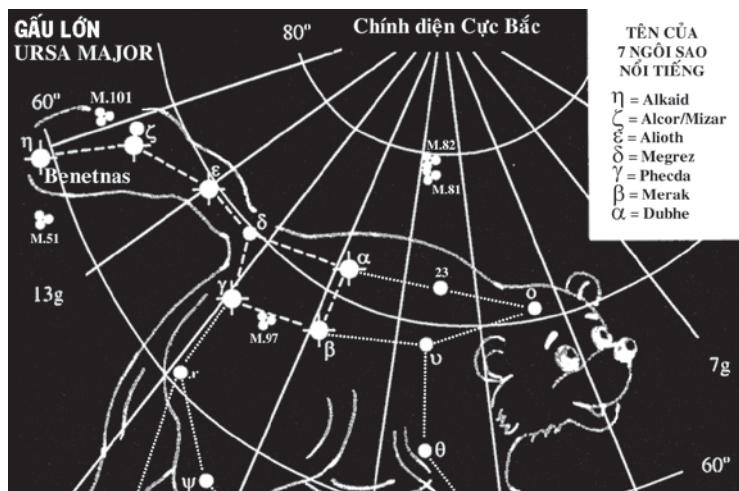 GẤU LỚN
URSA MAJOR
80º
Chính diện Cực Bắc
TÊN CỦA
7 NGÔI SAO
NỔI TIẾNG
η = Alkaid
ζ = Alcor/Mizar
ε = Alioth
δ = Megrez
γ = Phecda
β = Merak
α = Dubhe
60º
M.101
η
ζ
Benetnas
M.82
M.81
ε
M.51
δ
α
23
ο
13g
γ
M.97
β
υ
7g
r
θ
60º
ψ